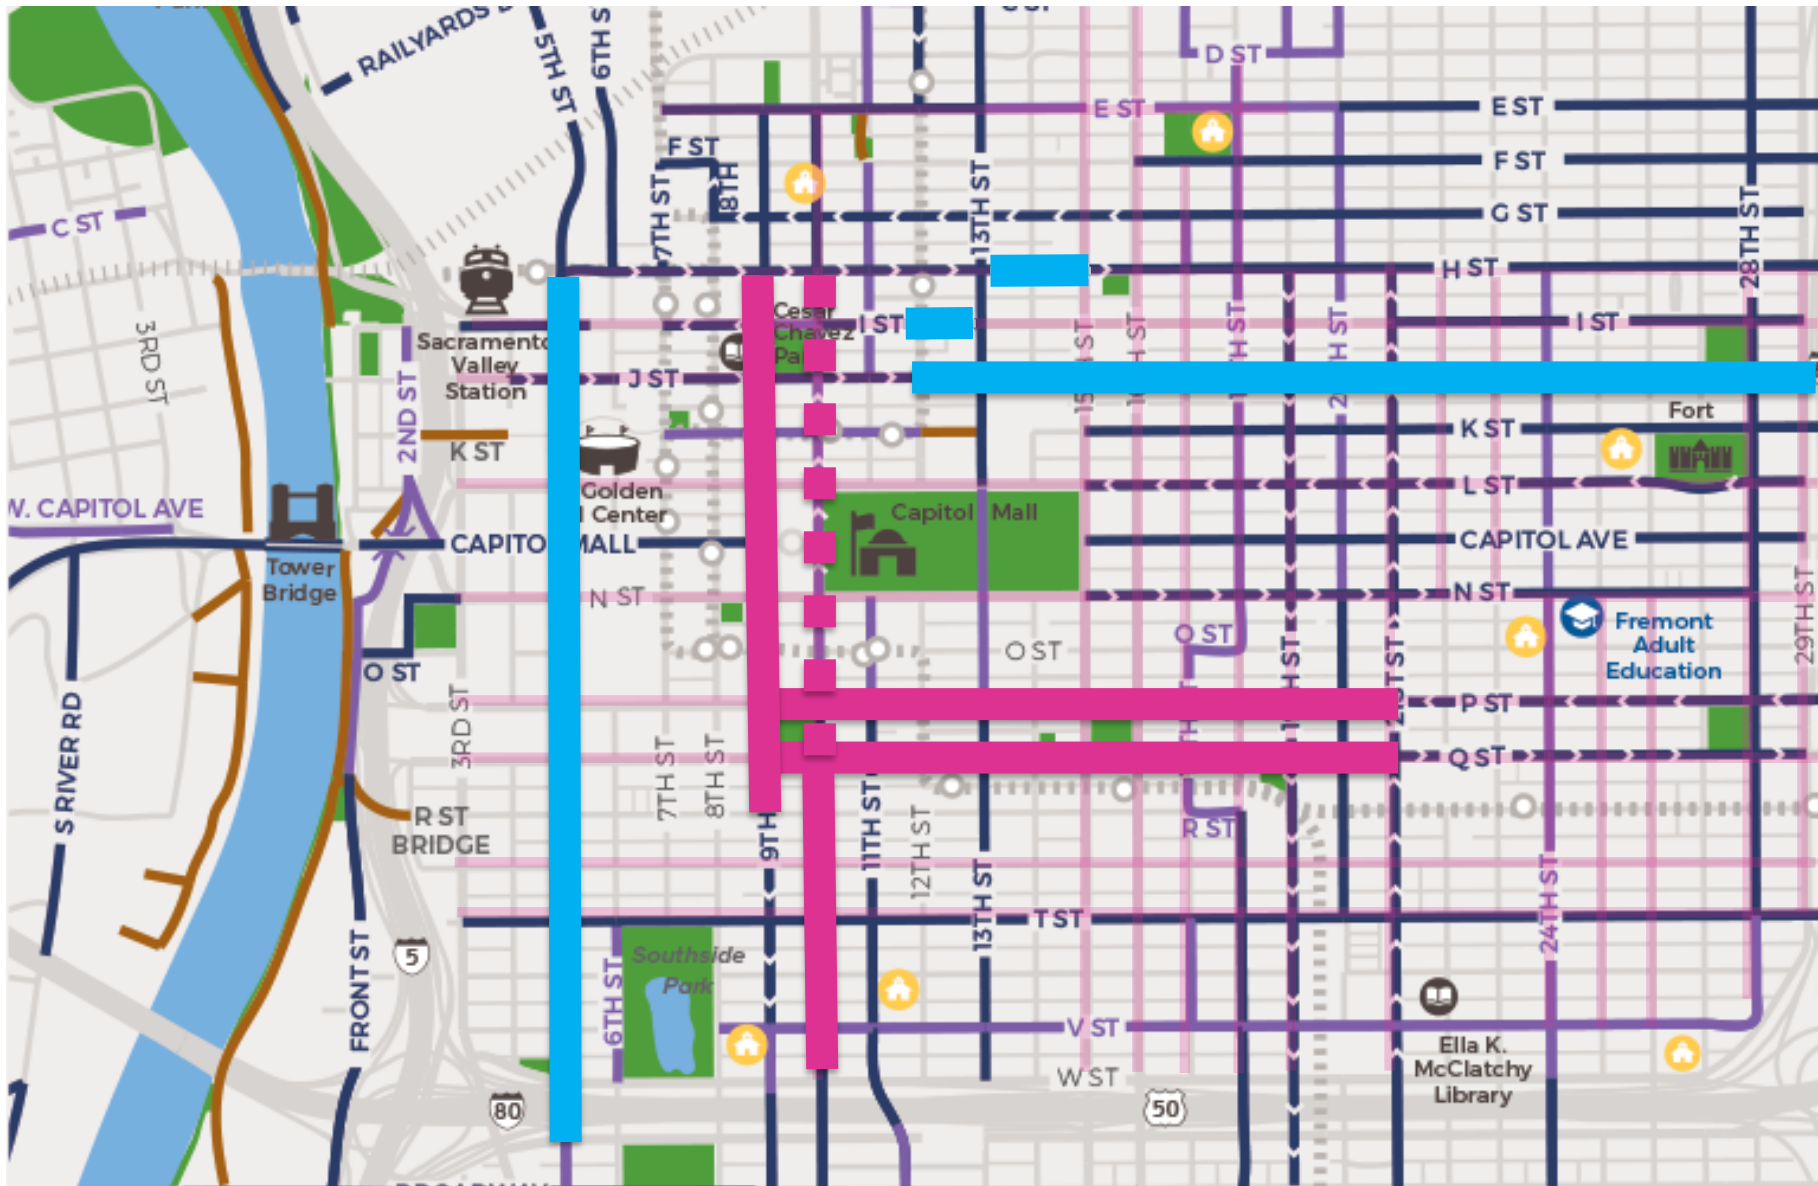 RAILYARDS
5TH ST
6TH S
D ST
E ST
E ST
F ST
F ST
8TH
7TH ST
G ST
13TH ST
28TH ST
C ST
H ST
3RD ST
Cesar
Chavez
I ST
I ST
Sacramento
Valley
Station
J ST
2ND ST
K ST
K ST
Fort
W. CAPITOL AVE
Golden
Center
L ST
Capitol Mall
CAPITO MALL
CAPITOL AVE
Tower
Bridge
N ST
N ST
O ST
O ST
O ST
Fremont
Adult
Education
29TH ST
S RIVER RD
3RD ST
P ST
Q ST
7TH ST
8TH ST
R ST
BRIDGE
9TH
11TH ST
12TH ST
R ST
13TH ST
24TH ST
T ST
FRONT ST
5
Southside
Park
6TH ST
V ST
W ST
Ella K.
McClatchy
Library
80
50